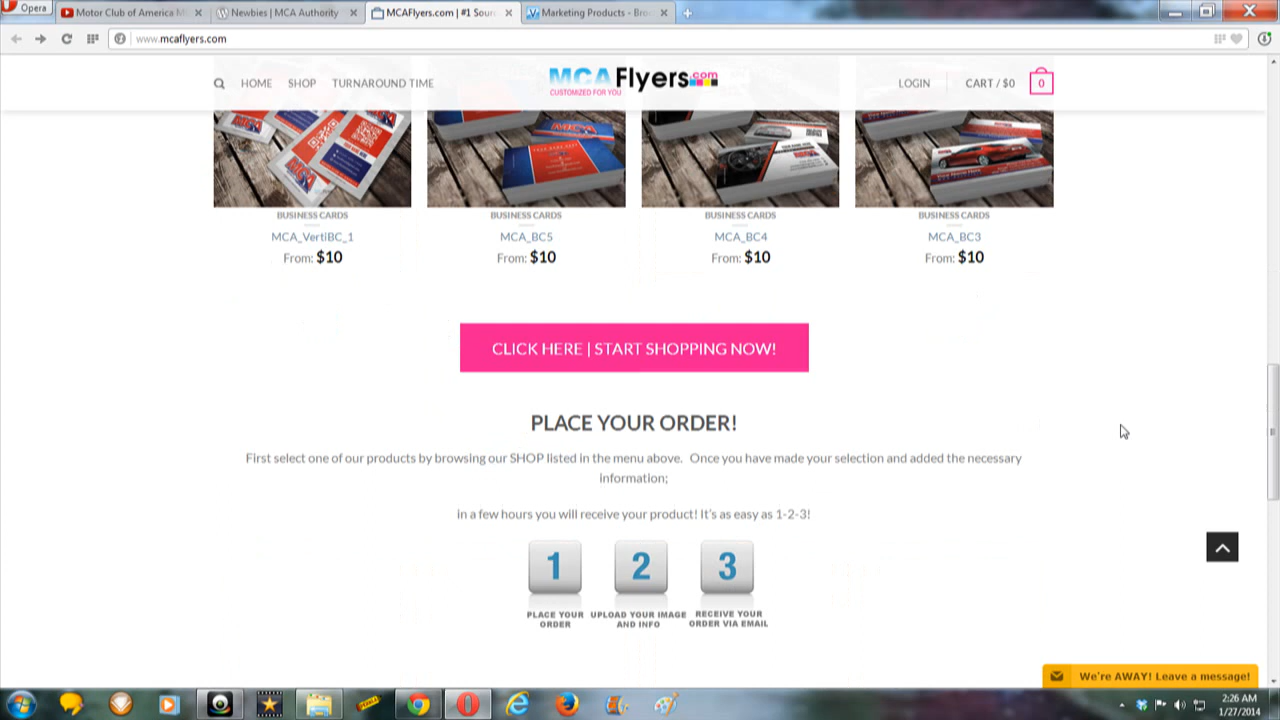 Opera
Motor Club of America M
Newbies | MCA Authority
MCAFlyers.com | #1 Sour
Marketing Products - Bro
www.mcaflyers.com
HOME
SHOP
TURNAROUND TIME
MCAFlyers.com
CUSTOMIZED FOR YOU
LOGIN
CART / $0
0
BUSINESS CARDS
MCA_VertiBC_1
From: $10
BUSINESS CARDS
MCA_BC5
From: $10
BUSINESS CARDS
MCA_BC4
From: $10
BUSINESS CARDS
MCA_BC3
From: $10
CLICK HERE | START SHOPPING NOW!
PLACE YOUR ORDER!
First select one of our products by browsing our SHOP listed in the menu above. Once you have made your selection and added the necessary
information;
in a few hours you will receive your product! It's as easy as 1-2-3!
1
2
3
PLACE YOUR
ORDER
UPLOAD YOUR IMAGE
AND INFO
RECEIVE YOUR
ORDER VIA EMAIL
We're AWAY! Leave a message!
2:26 AM
1/27/2014